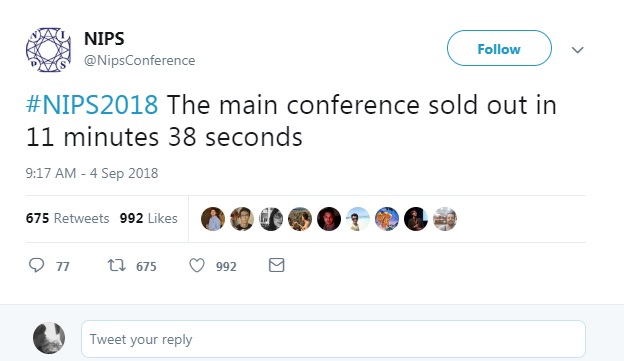 NIPS
@NipsConference
Follow
#NIPS2018 The main conference sold out in
11 minutes 38 seconds
9:17 AM - 4 Sep 2018
675 Retweets 992 Likes
77 675 992
Tweet your reply